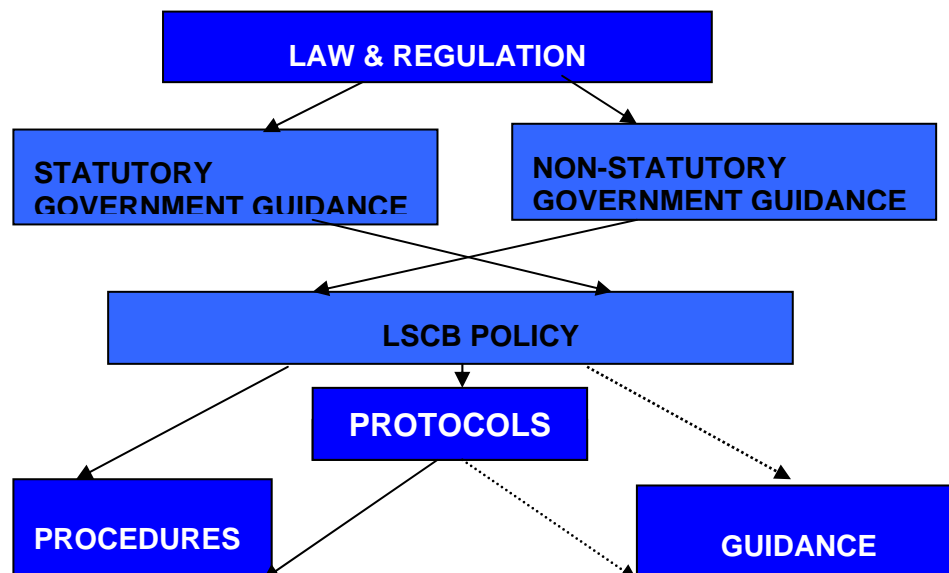 LAW & REGULATION
STATUTORY
GOVERNMENT GUIDANCE
NON-STATUTORY
GOVERNMENT GUIDANCE
LSCB POLICY
PROTOCOLS
PROCEDURES
GUIDANCE